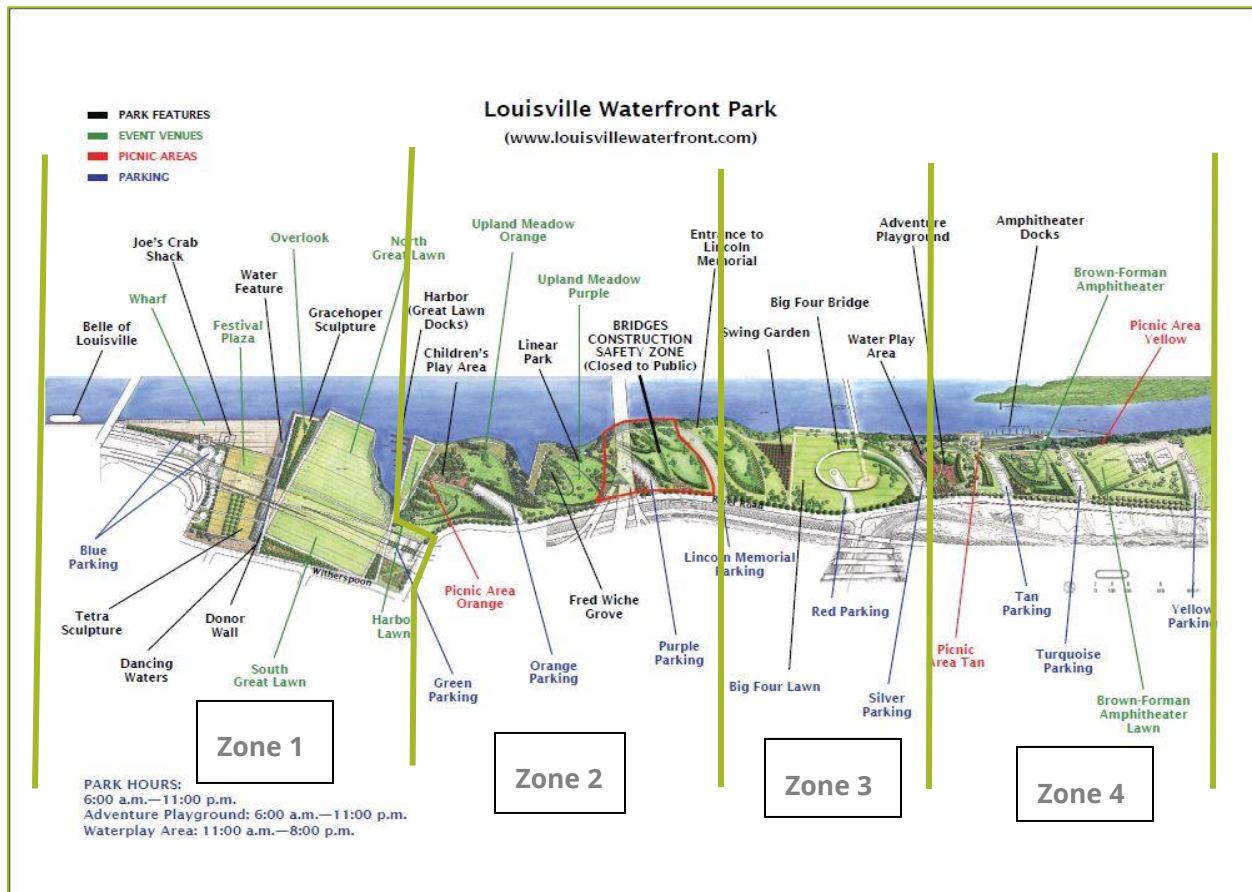 Louisville Waterfront Park
(www.louisvillewaterfront.com)
PARK FEATURES
EVENT VENUES
PICNIC AREAS
PARKING
Belle of
Louisville
Wharf
Joe's Crab
Shack
Festival
Plaza
Water
Feature
Overlook
Gracehoper
Sculpture
North
Great Lawn
Harbor
(Great Lawn
Docks)
Children's
Play Area
Upland Meadow
Orange
Linear
Park
Upland Meadow
Purple
BRIDGES
CONSTRUCTION
SAFETY ZONE
(Closed to Public)
Entrance to
Lincoln
Memorial
Swing Garden
Big Four Bridge
Water Play
Area
Adventure
Playground
Amphitheater
Docks
Brown-Forman
Amphitheater
Picnic Area
Yellow
River Road
Witherspoon
Blue
Parking
Tetra
Sculpture
Dancing
Waters
Donor
Wall
South
Great Lawn
Harbor
Lawn
Green
Parking
Picnic Area
Orange
Orange
Parking
Fred Wiche
Grove
Purple
Parking
Lincoln Memorial
Parking
Big Four Lawn
Red Parking
Silver
Parking
Picnic
Area Tan
Tan
Parking
Turquoise
Parking
Brown-Forman
Amphitheater
Lawn
Yellow
Parking
Zone 1
Zone 2
Zone 3
Zone 4
PARK HOURS:
6:00 a.m.—11:00 p.m.
Adventure Playground: 6:00 a.m.—11:00 p.m.
Waterplay Area: 11:00 a.m.—8:00 p.m.